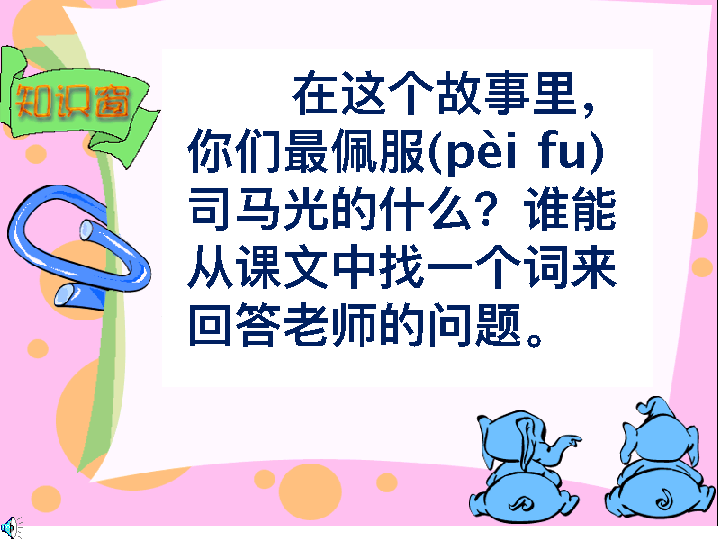 知识窗
在这个故事里，
你们最佩服(pèi fu)
司马光的什么？谁能
从课文中找一个词来
回答老师的问题。